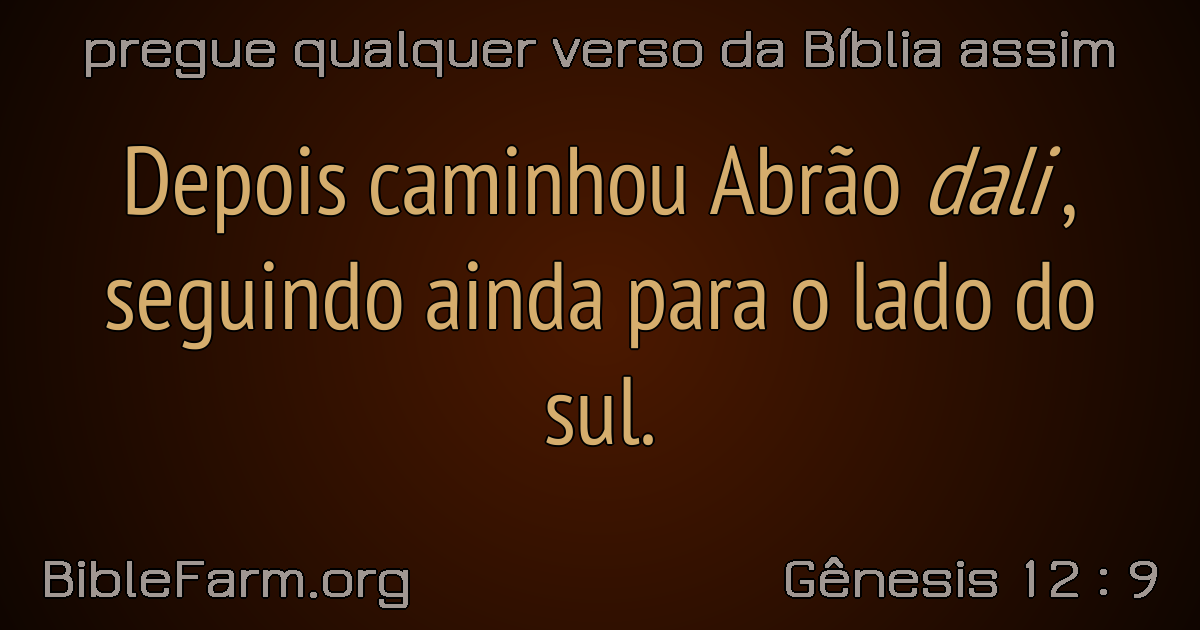 pregue qualquer verso da Bíblia assim
Depois caminhou Abrão dali,
seguindo ainda para o lado do
sul.
BibleFarm.org
Gênesis 12 : 9